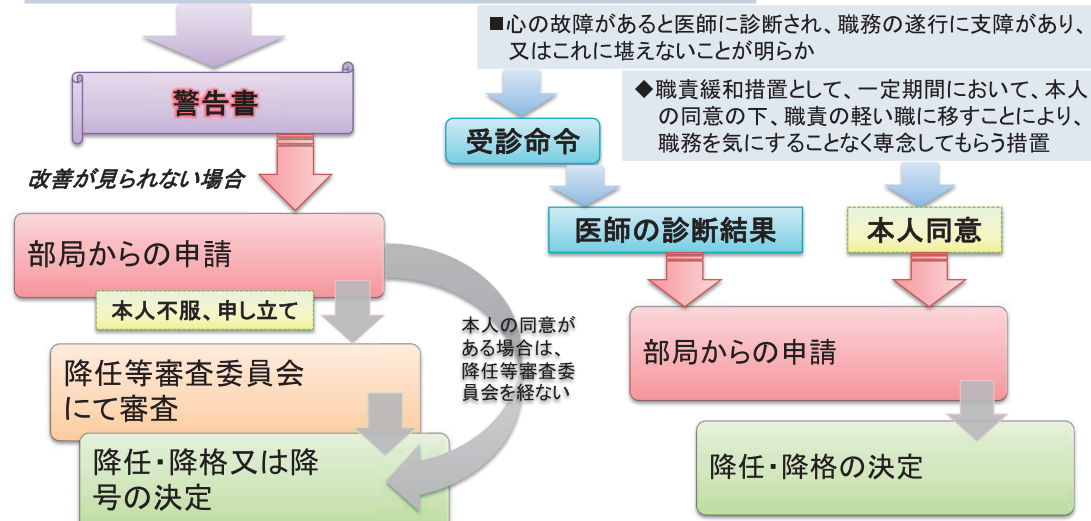 ■心の故障があると医師に診断され、職務の遂行に支障があり、
又はこれに堪えないことが明らか
◆職責緩和措置として、一定期間において、本人
の同意の下、職責の軽い職に移すことにより、
職務を気にすることなく専念してもらう措置
警告書
受診命令
改善が見られない場合
医師の診断結果
本人同意
部局からの申請
本人不服、申し立て
本人の同意が
ある場合は、
降任等審査委
員会を経ない
部局からの申請
降任等審査委員会
にて審査
降任・降格又は降
号の決定
降任・降格の決定